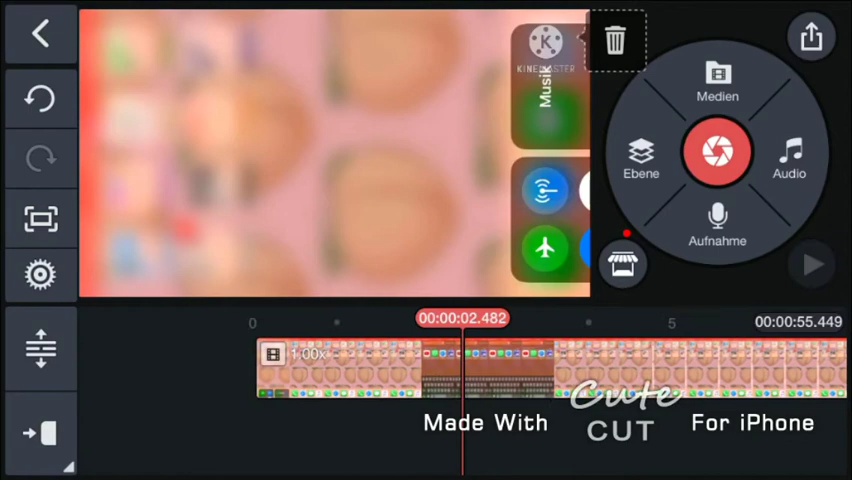 K
KINEMASTER
Musik
Medien
Ebene
Audio
Aufnahme
00:00:02.482
0
5
00:00:55.449
1.00x
Made With Cute CUT For iPhone